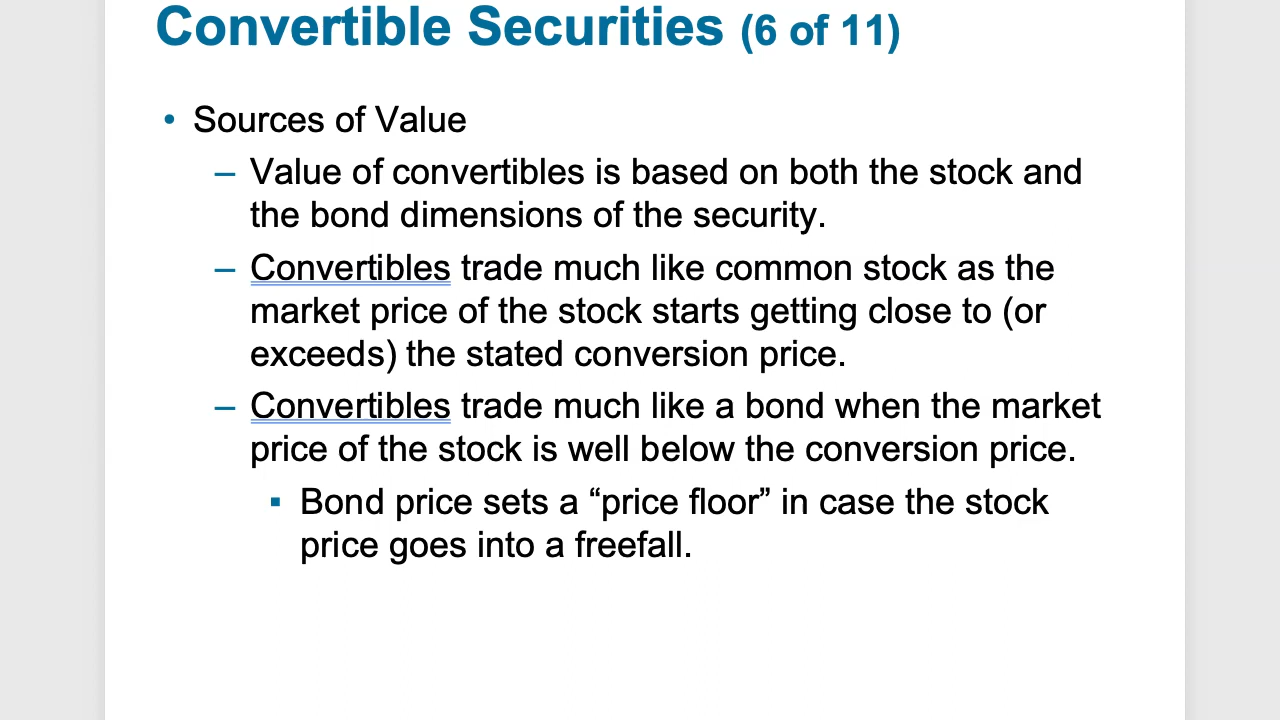 Convertible Securities (6 of 11)
• Sources of Value
– Value of convertibles is based on both the stock and
the bond dimensions of the security.
– Convertibles trade much like common stock as the
market price of the stock starts getting close to (or
exceeds) the stated conversion price.
– Convertibles trade much like a bond when the market
price of the stock is well below the conversion price.
▪ Bond price sets a “price floor” in case the stock
price goes into a freefall.